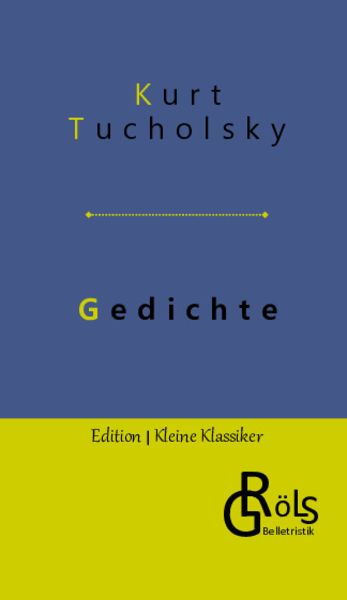 Kurt
Tucholsky
Gedichte
Edition | Kleine Klassiker
GRöLS
Belletristik